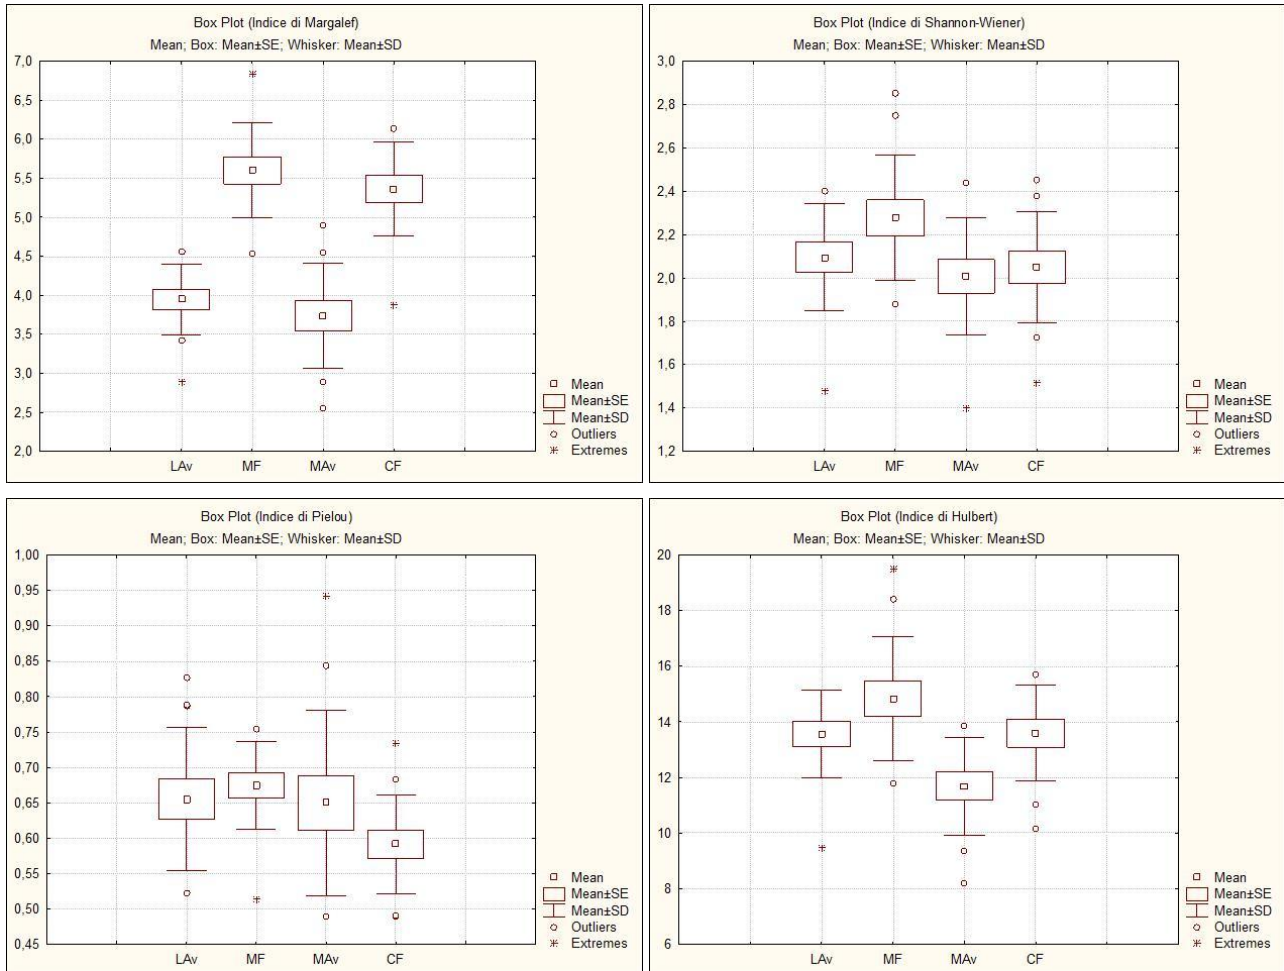 Box Plot (Indice di Margalef)
Mean; Box: Mean±SE; Whisker: Mean±SD
7,0
6,5
6,0
5,5
5,0
4,5
4,0
3,5
3,0
2,5
2,0
LAv MF MAv CF
Mean
Mean±SE
Mean±SD
Outliers
Extremes
Box Plot (Indice di Shannon-Wiener)
Mean; Box: Mean±SE; Whisker: Mean±SD
3,0
2,8
2,6
2,4
2,2
2,0
1,8
1,6
1,4
1,2
LAv MF MAv CF
Mean
Mean±SE
Mean±SD
Outliers
Extremes
Box Plot (Indice di Pielou)
Mean; Box: Mean±SE; Whisker: Mean±SD
1,00
0,95
0,90
0,85
0,80
0,75
0,70
0,65
0,60
0,55
0,50
0,45
LAv MF MAv CF
Mean
Mean±SE
Mean±SD
Outliers
Extremes
Box Plot (Indice di Hulbert)
Mean; Box: Mean±SE; Whisker: Mean±SD
20
18
16
14
12
10
8
6
LAv MF MAv CF
Mean
Mean±SE
Mean±SD
Outliers
Extremes